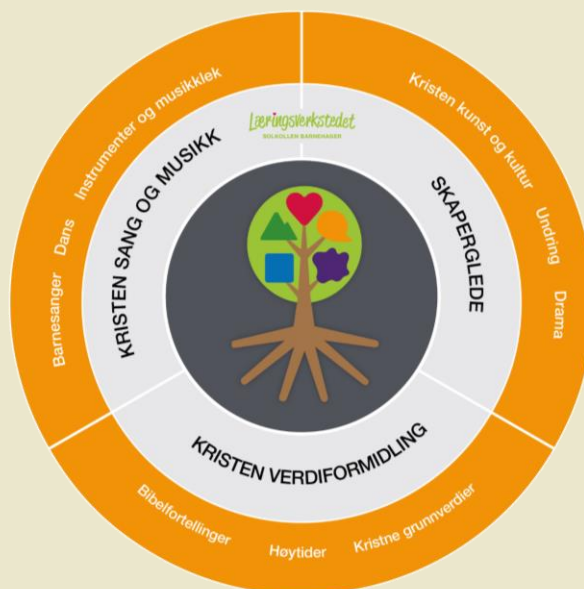 Læringsverkstedet
SOLKOLLEN BARNEHAGER
KRISTEN SANG OG MUSIKK
Barnesanger
Dans
Instrumenter og musikklek
SKAPERGLEDE
Kristen kunst og kultur
Undring
Drama
KRISTEN VERDIFORMIDLING
Bibelfortellinger
Høytider
Kristne grunnverdier